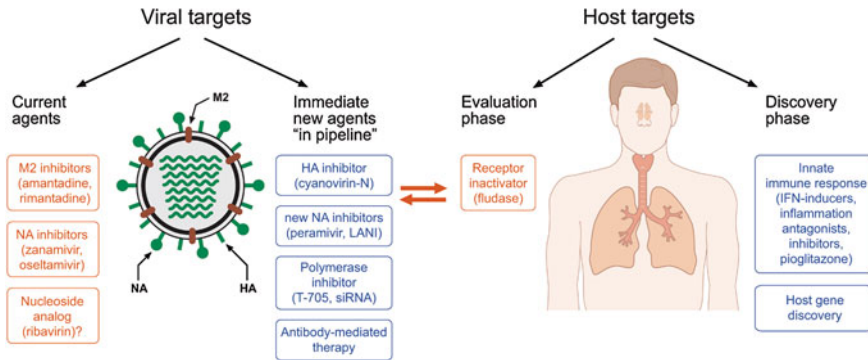 Viral targets
Host targets
Current
agents
M2
Immediate
new agents
"in pipeline"
Evaluation
phase
Discovery
phase
M2 inhibitors
(amantadine,
rimantadine)
NA inhibitors
(zanamivir,
oseltamivir)
Nucleoside
analog
(ribavirin)?
NA
HA
HA inhibitor
(cyanovirin-N)
new NA inhibitors
(peramivir, LANI)
Polymerase
inhibitor
(T-705, siRNA)
Antibody-mediated
therapy
Receptor
inactivator
(fludase)
Innate
immune response
(IFN-inducers,
inflammation
antagonists,
inhibitors,
pioglitazone)
Host gene
discovery